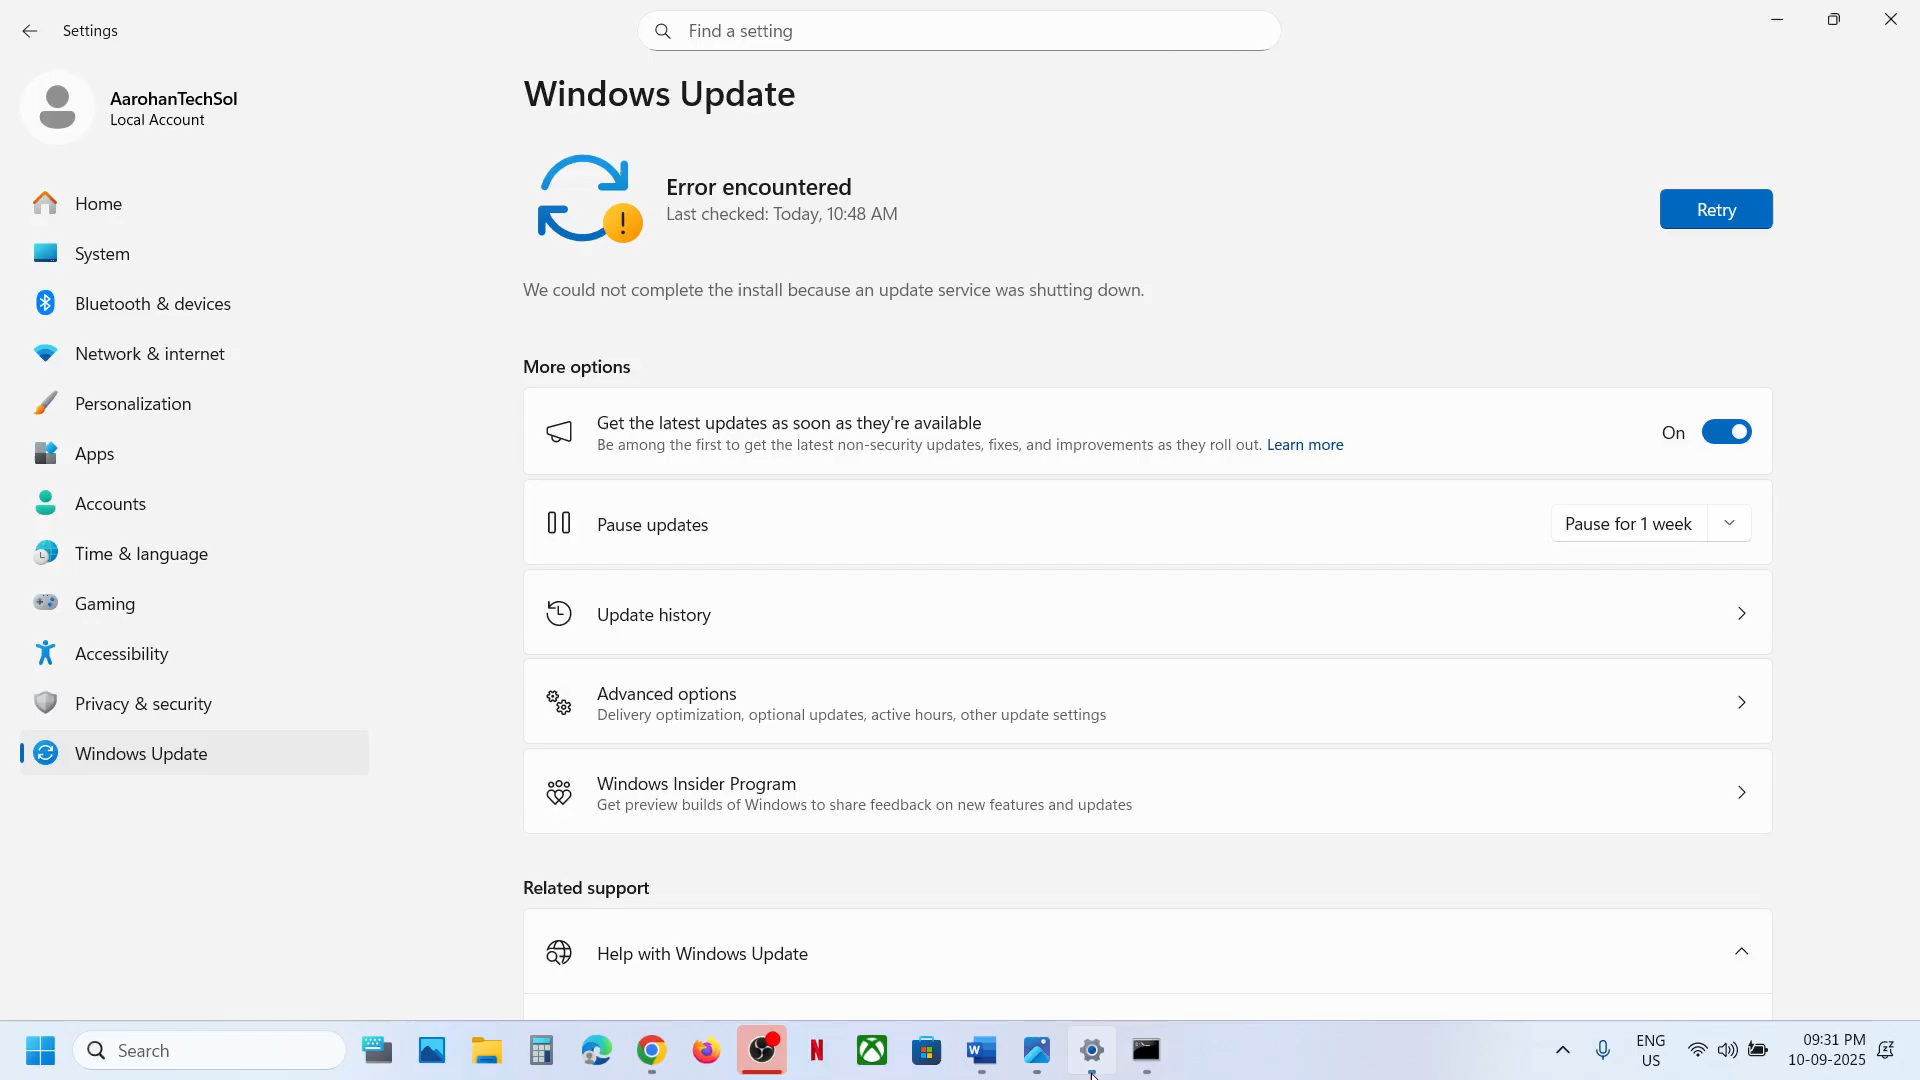 Settings
Find a setting
AarohanTechSol
Local Account
Home
System
Bluetooth & devices
Network & internet
Personalization
Apps
Accounts
Time & language
Gaming
Accessibility
Privacy & security
Windows Update
Windows Update
Error encountered
Last checked: Today, 10:48 AM
Retry
We could not complete the install because an update service was shutting down.
More options
Get the latest updates as soon as they're available
Be among the first to get the latest non-security updates, fixes, and improvements as they roll out. Learn more
On
Pause updates
Pause for 1 week
Update history
Advanced options
Delivery optimization, optional updates, active hours, other update settings
Windows Insider Program
Get preview builds of Windows to share feedback on new features and updates
Related support
Help with Windows Update
Search
ENG
US
09:31 PM
10-09-2025